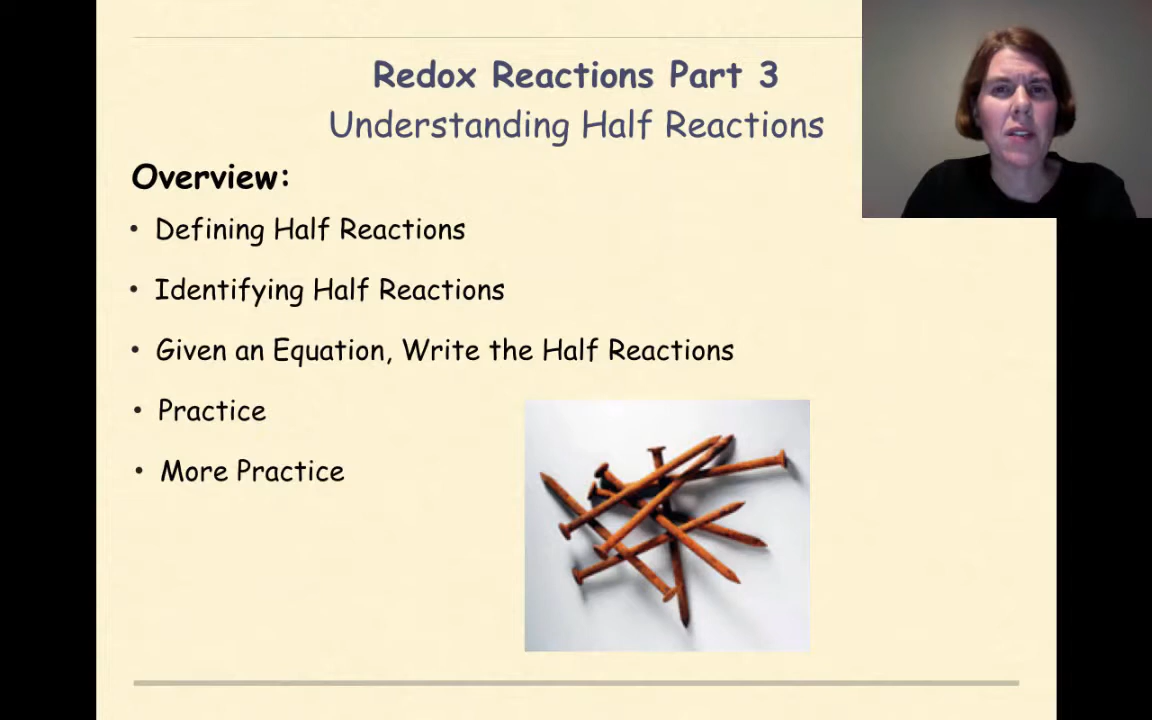 Redox Reactions Part 3
Understanding Half Reactions
Overview:
• Defining Half Reactions
• Identifying Half Reactions
• Given an Equation, Write the Half Reactions
• Practice
• More Practice